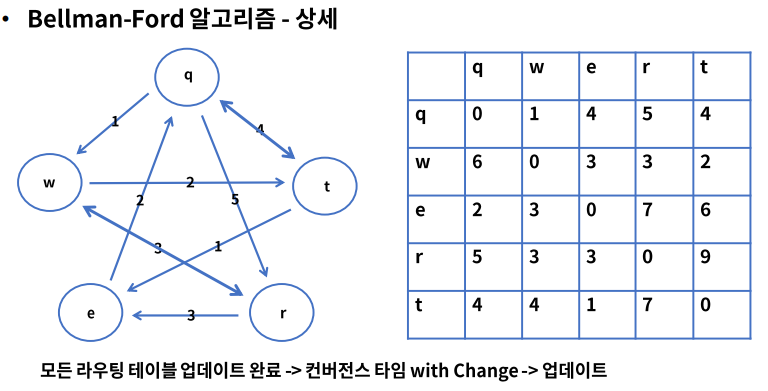 • Bellman-Ford 알고리즘 - 상세
q
1
4
w
2
t
2
5
3
1
e
3
r
q w e r t
q 0 1 4 5 4
w 6 0 3 3 2
e 2 3 0 7 6
r 5 3 3 0 9
t 4 4 1 7 0
모든 라우팅 테이블 업데이트 완료 -> 컨버전스 타임 with Change -> 업데이트